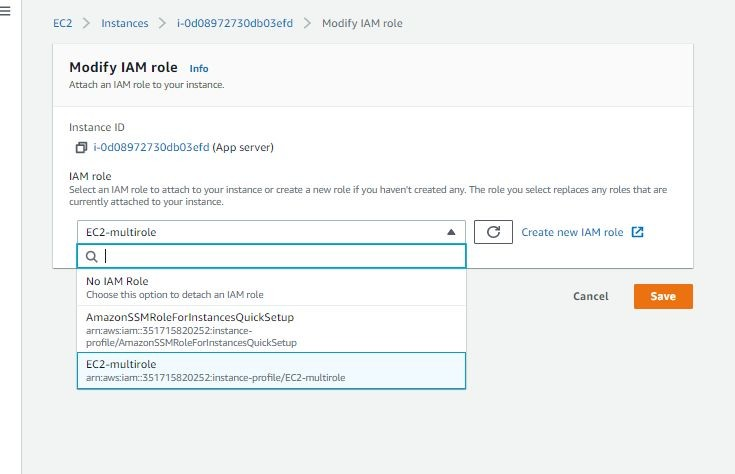 EC2 > Instances > i-0d08972730db03efd > Modify IAM role
Modify IAM role Info
Attach an IAM role to your instance.
Instance ID
i-0d08972730db03efd (App server)
IAM role
Select an IAM role to attach to your instance or create a new role if you haven't created any. The role you select replaces any roles that are
currently attached to your instance.
EC2-multirole
Create new IAM role
No IAM Role
Choose this option to detach an IAM role
AmazonSSMRoleForInstancesQuickSetup
arn:aws:iam::351715820252:instance-
profile/AmazonSSMRoleForInstancesQuickSetup
EC2-multirole
arn:aws:iam::351715820252:instance-profile/EC2-multirole
Cancel
Save